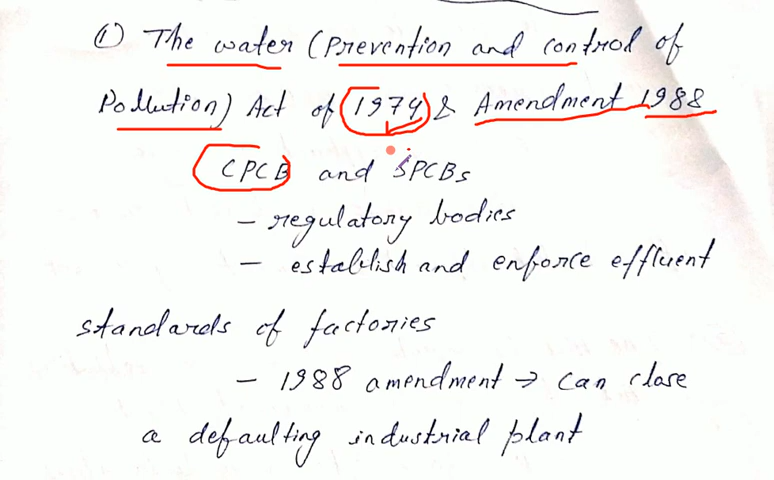 ① The water (Prevention and control of
Pollution) Act of 1974 & Amendment 1988
CPCB and SPCBs
- regulatory bodies
- establish and enforce effluent
standards of factories
- 1988 amendment → can close
a defaulting industrial plant